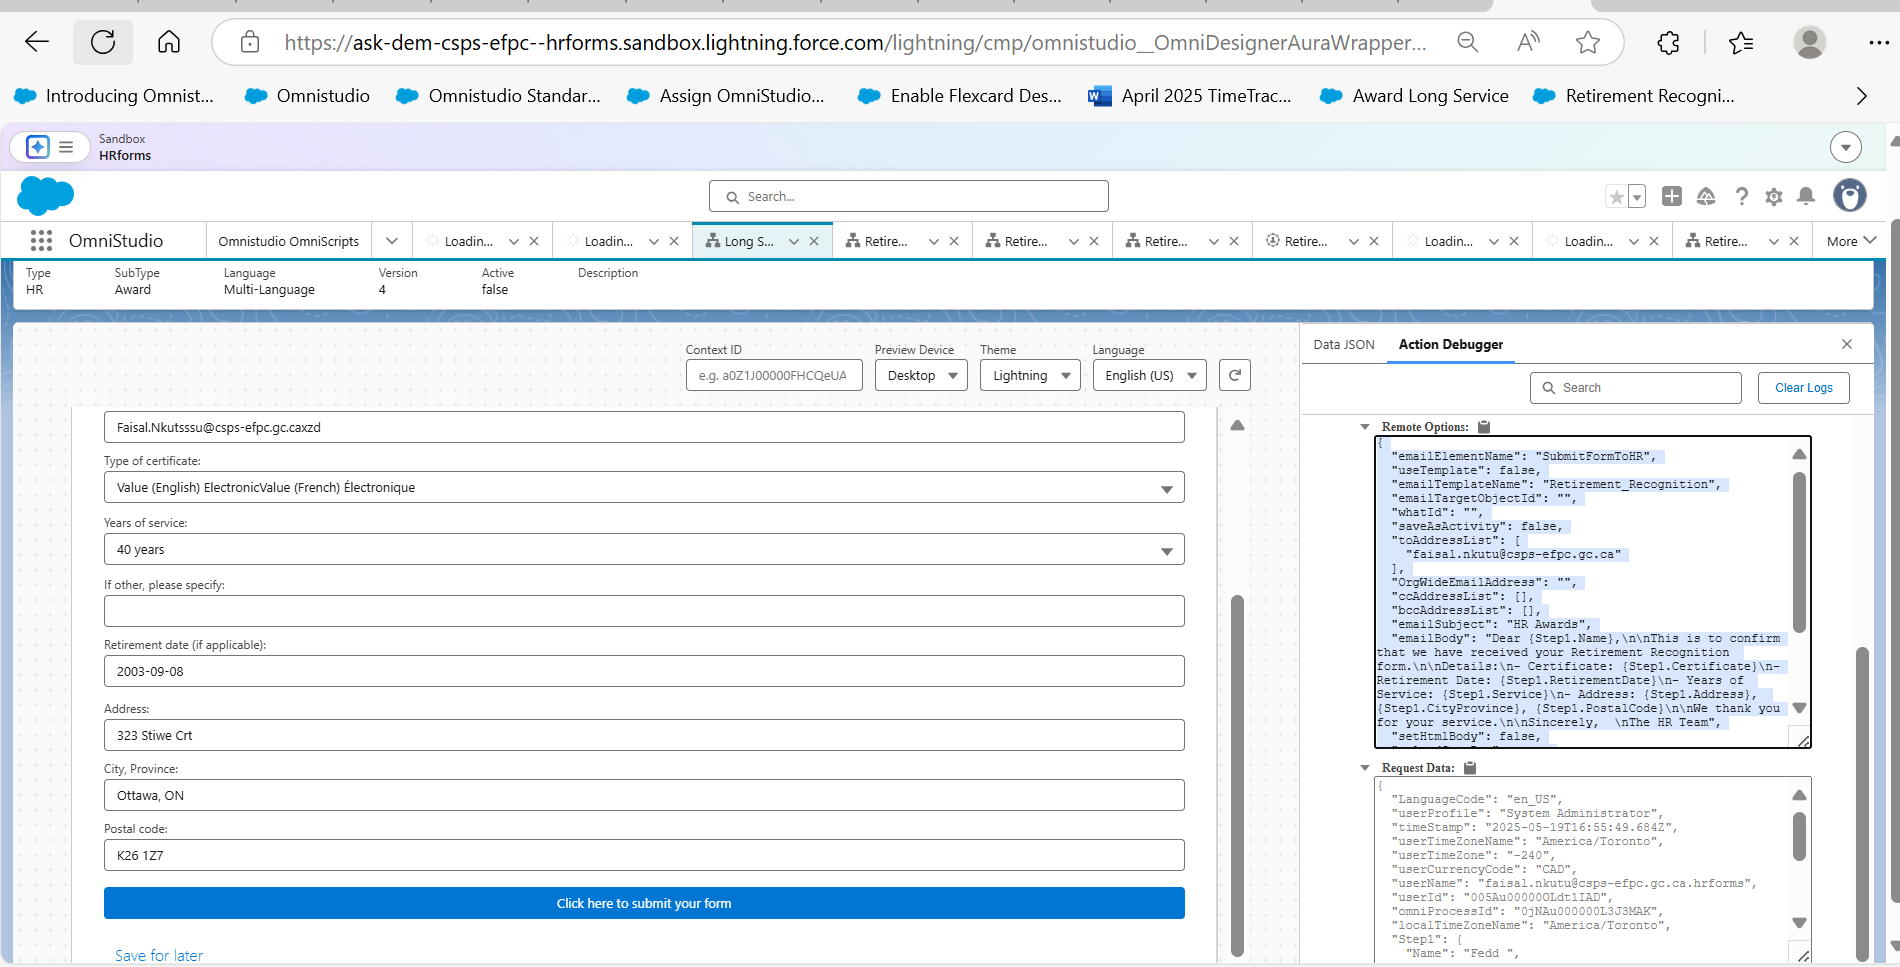 https://ask-dem-csps-efpc--hrforms.sandbox.lightning.force.com/lightning/cmp/omnistudio__OmniDesignerAuraWrapper...
Introducing Omnist... Omnistudio Omnistudio Standar... Assign OmniStudio... Enable Flexcard Des... April 2025 TimeTrac... Award Long Service Retirement Recogni...
Sandbox
HRforms
Search...
OmniStudio Omnistudio OmniScripts Loadin... Loadin... Long S... Retire... Retire... Retire... Retire... Loadin... Loadin... Retire... More
Type SubType Language Version Active Description
HR Award Multi-Language 4 false
Context ID Preview Device Theme Language
e.g. a0Z1J00000FHCQeUA Desktop Lightning English (US)
Faisal.Nkutsssu@csps-efpc.gc.caxzd
Type of certificate:
Value (English) ElectronicValue (French) Électronique
Years of service:
40 years
If other, please specify:
Retirement date (if applicable):
2003-09-08
Address:
323 Stiwe Crt
City, Province:
Ottawa, ON
Postal code:
K26 1Z7
Click here to submit your form
Save for later
Data JSON Action Debugger
Search Clear Logs
Remote Options:
{
"emailElementName": "SubmitFormToHR",
"useTemplate": false,
"emailTemplateName": "Retirement_Recognition",
"emailTargetObjectId": "",
"whatId": "",
"saveAsActivity": false,
"toAddressList": [
"faisal.nkutu@csps-efpc.gc.ca"
],
"OrgWideEmailAddress": "",
"ccAddressList": [],
"bccAddressList": [],
"emailSubject": "HR Awards",
"emailBody": "Dear {Step1.Name},\n\nThis is to confirm
that we have received your Retirement Recognition
form.\n\nDetails:\n- Certificate: {Step1.Certificate}\n-
Retirement Date: {Step1.RetirementDate}\n- Years of
Service: {Step1.Service}\n- Address: {Step1.Address},
{Step1.CityProvince}, {Step1.PostalCode}\n\nWe thank you
for your service.\n\nSincerely,  \nThe HR Team",
"setHtmlBody": false,
Request Data:
{
"LanguageCode": "en_US",
"userProfile": "System Administrator",
"timeStamp": "2025-05-19T16:55:49.684Z",
"userTimeZoneName": "America/Toronto",
"userTimeZone": "-240",
"userCurrencyCode": "CAD",
"userName": "faisal.nkutu@csps-efpc.gc.ca.hrforms",
"userId": "005Au00000OLdt1IAD",
"omniProcessId": "0jNAu000000L3J3MAK",
"localTimeZoneName": "America/Toronto",
"Step1": {
"Name": "Fedd ",